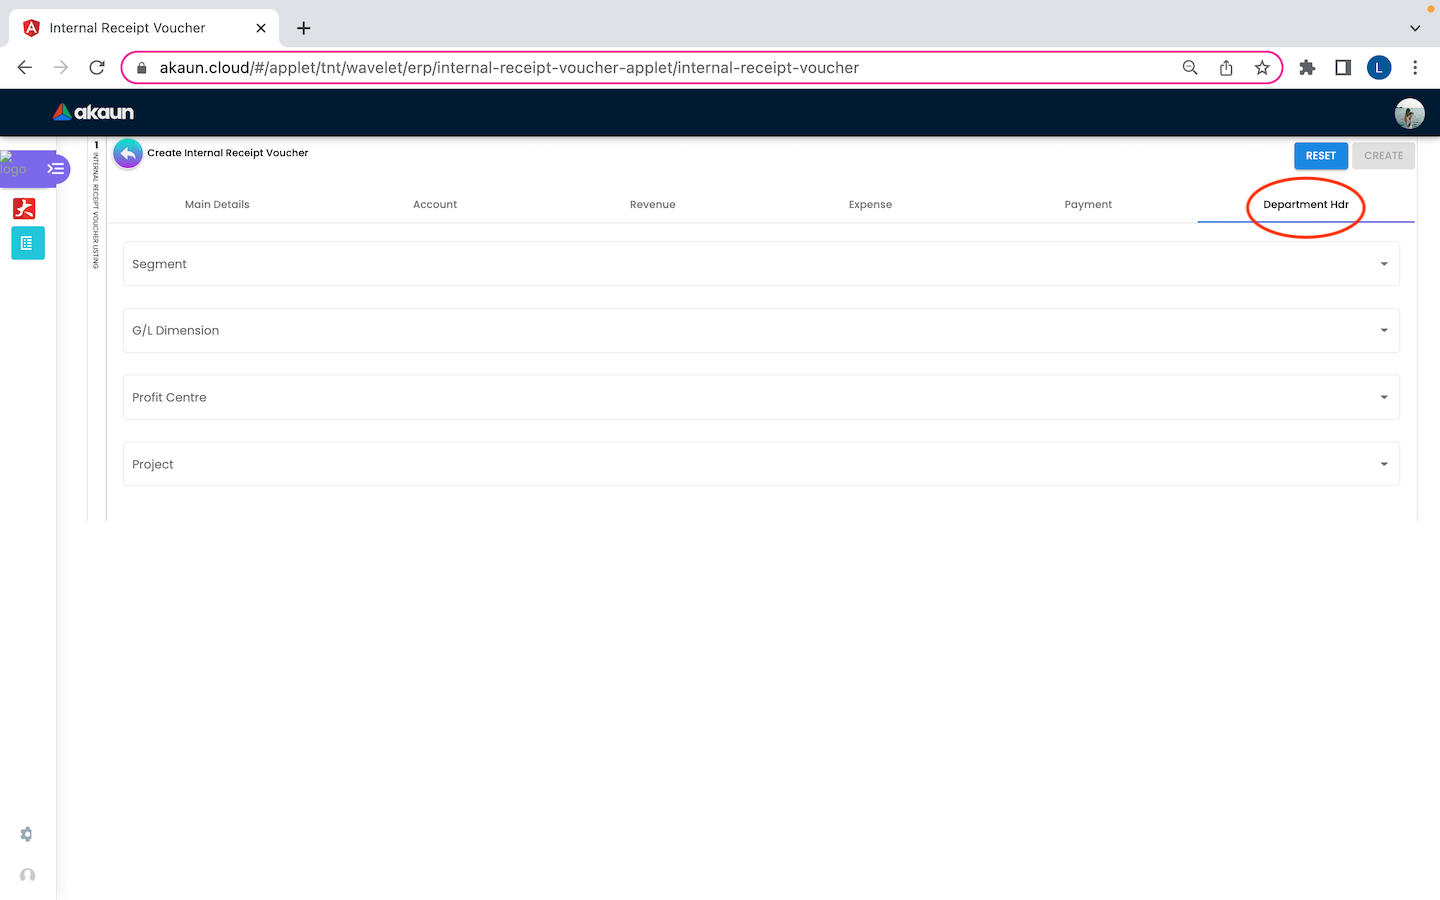 Internal Receipt Voucher
akaun.cloud/#/applet/tnt/wavelet/erp/internal-receipt-voucher-applet/internal-receipt-voucher
L
akaun
logo
1
INTERNAL RECEIPT VOUCHER LISTING
Create Internal Receipt Voucher
RESET
CREATE
Main Details
Account
Revenue
Expense
Payment
Department Hdr
Segment
G/L Dimension
Profit Centre
Project